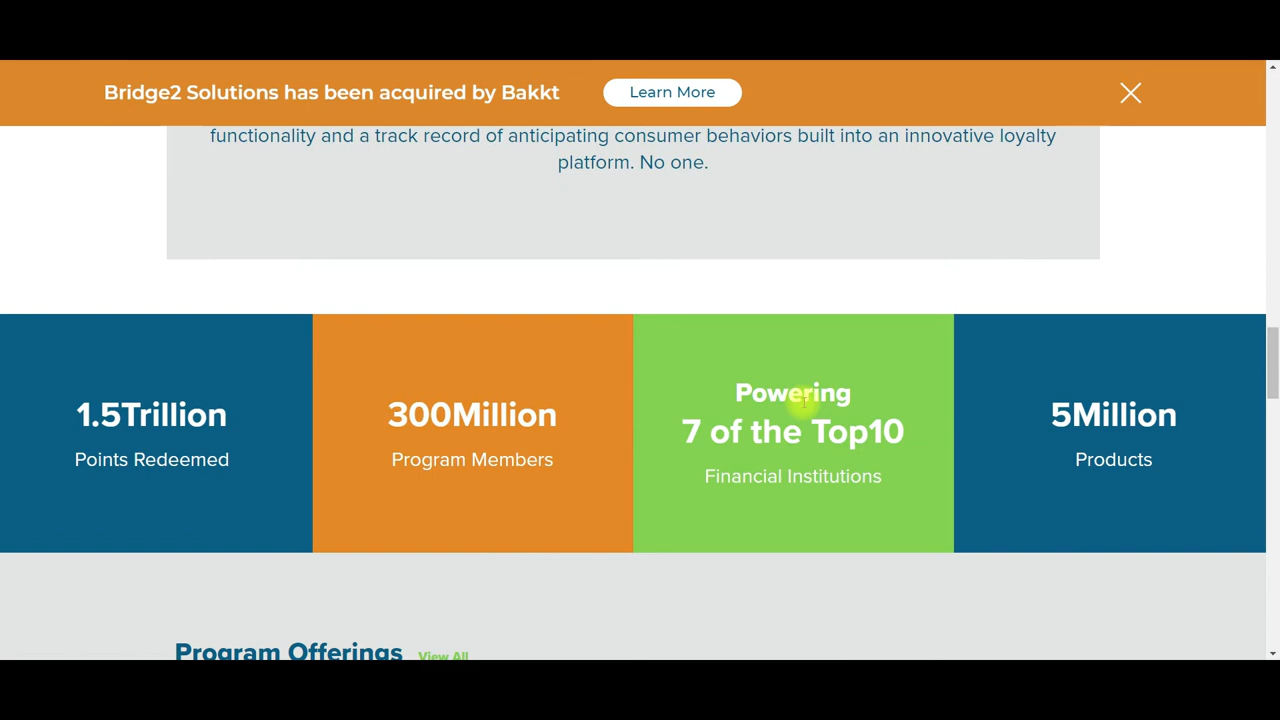 Bridge2 Solutions has been acquired by Bakkt
Learn More
functionality and a track record of anticipating consumer behaviors built into an innovative loyalty
platform. No one.
1.5Trillion
Points Redeemed
300Million
Program Members
Powering
7 of the Top10
Financial Institutions
5Million
Products
Program Offerings
View All